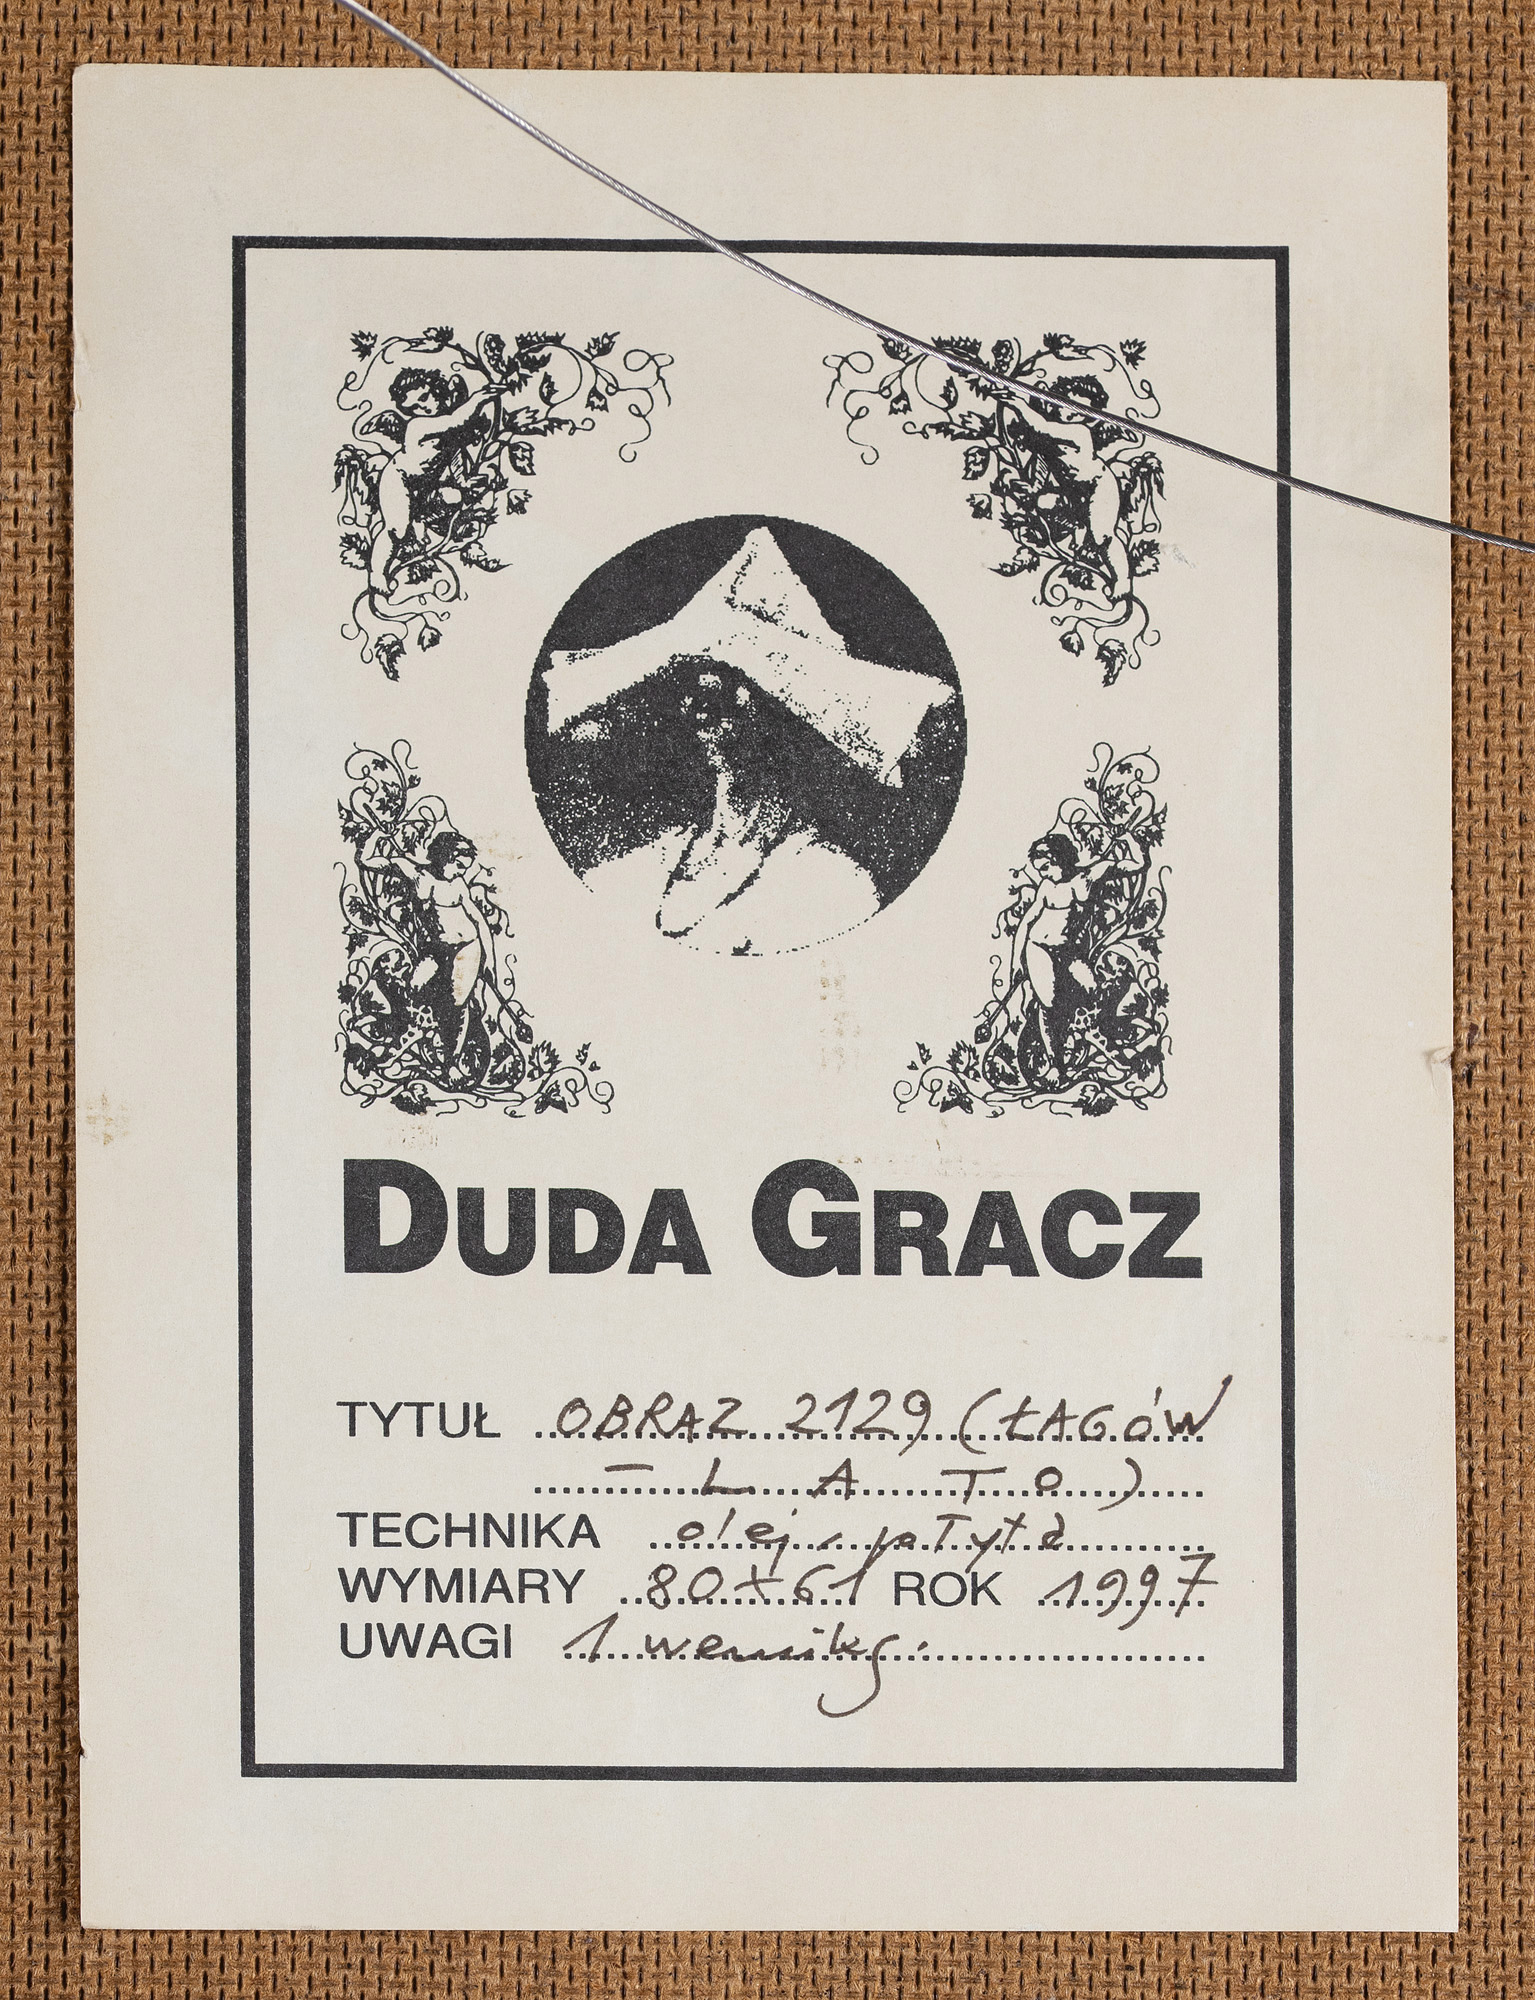 DUDA GRACZ
TYTUŁ OBRAZ 2129 (ŁAGÓW
– LATO)
TECHNIKA olej, płyta
WYMIARY 80x61 ROK 1997
UWAGI 1 werniks.